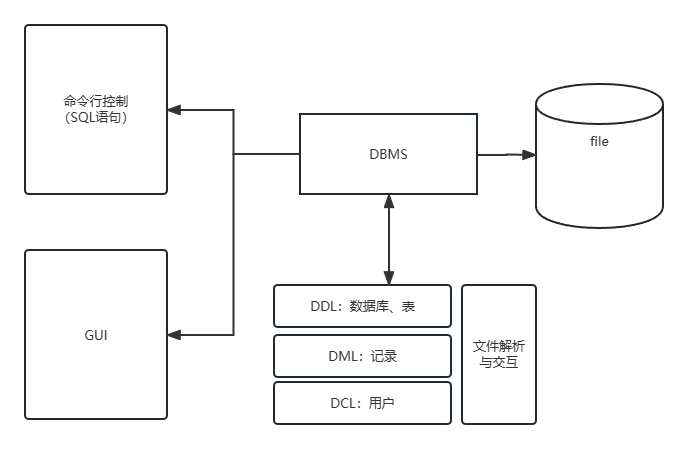 命令行控制
（SQL语句）
DBMS
file
GUI
DDL：数据库、表
DML：记录
DCL：用户
文件解析
与交互